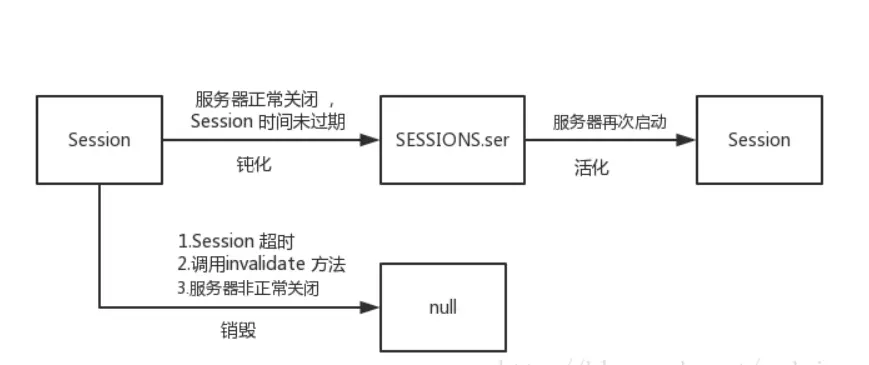 服务器正常关闭，
Session 时间未过期
Session
SESSIONS.ser
服务器再次启动
Session
钝化
活化
1.Session 超时
2.调用invalidate 方法
3.服务器非正常关闭
null
销毁